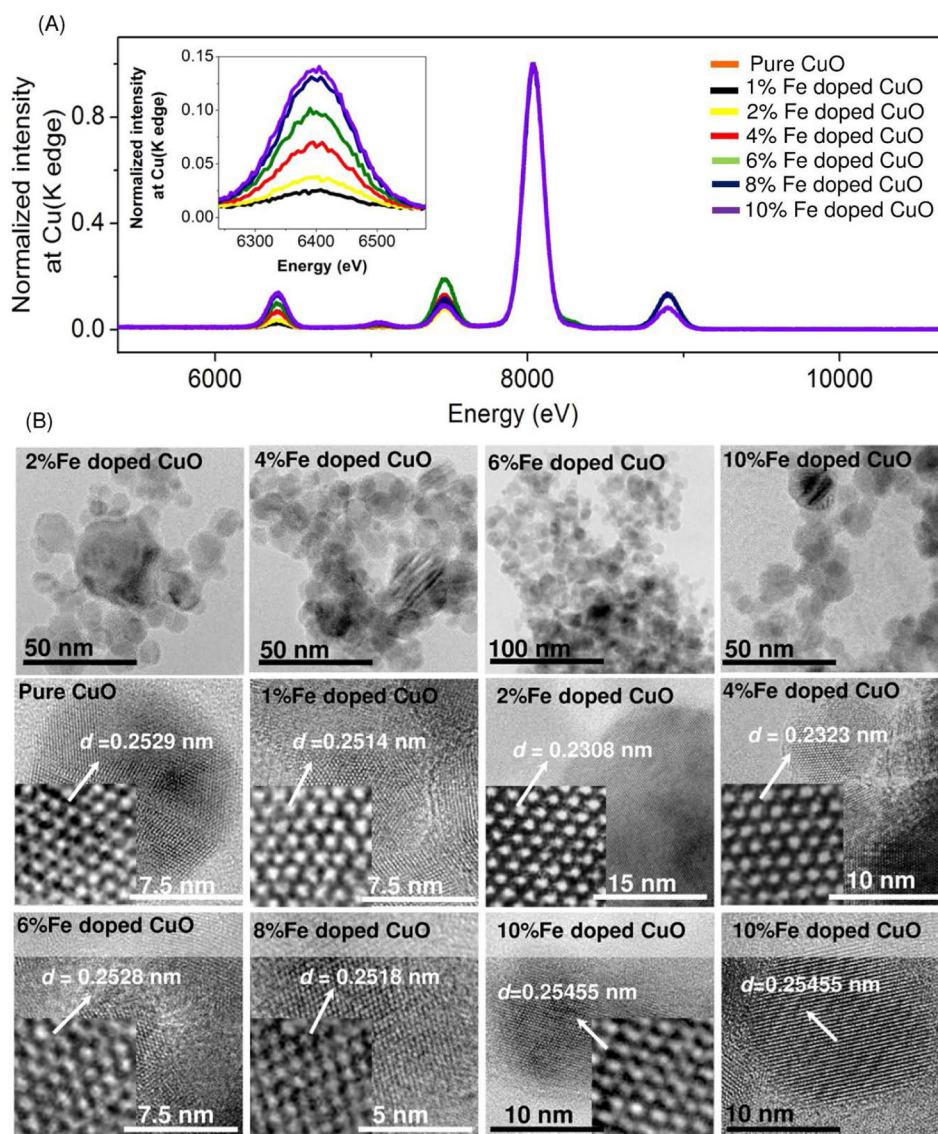 (A)
Normalized intensity
at Cu(K edge)
0.0
0.4
0.8
6000
8000
10000
Energy (eV)
Normalized intensity
at Cu(K edge)
0.00
0.05
0.10
0.15
6300
6400
6500
Energy (eV)
Pure CuO
1% Fe doped CuO
2% Fe doped CuO
4% Fe doped CuO
6% Fe doped CuO
8% Fe doped CuO
10% Fe doped CuO
(B)
2%Fe doped CuO
50 nm
4%Fe doped CuO
50 nm
6%Fe doped CuO
100 nm
10%Fe doped CuO
50 nm
Pure CuO
d =0.2529 nm
7.5 nm
1%Fe doped CuO
d =0.2514 nm
7.5 nm
2%Fe doped CuO
d = 0.2308 nm
15 nm
4%Fe doped CuO
d =0.2323 nm
10 nm
6%Fe doped CuO
d = 0.2528 nm
7.5 nm
8%Fe doped CuO
d = 0.2518 nm
5 nm
10%Fe doped CuO
d=0.25455 nm
10 nm
10%Fe doped CuO
d=0.25455 nm
10 nm